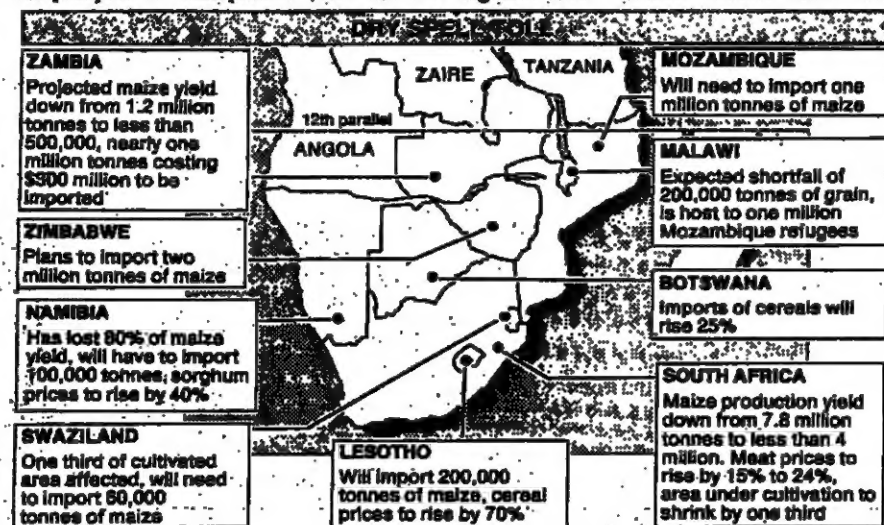 DRY SPELL TOLL
ZAMBIA
Projected maize yield
down from 1.2 million
tonnes to less than
500,000, nearly one
million tonnes costing
$300 million to be
imported
ZIMBABWE
Plans to import two
million tonnes of maize
NAMIBIA
Has lost 80% of maize
yield, will have to import
100,000 tonnes, sorghum
prices to rise by 40%
SWAZILAND
One third of cultivated
area affected, will need
to import 60,000
tonnes of maize
ZAIRE
TANZANIA
12th parallel
ANGOLA
LESOTHO
Will import 200,000
tonnes of maize, cereal
prices to rise by 70%
MOZAMBIQUE
Will need to import one
million tonnes of maize
MALAWI
Expected shortfall of
200,000 tonnes of grain,
is host to one million
Mozambique refugees
BOTSWANA
Imports of cereals will
rise 25%
SOUTH AFRICA
Maize production yield
down from 7.8 million
tonnes to less than 4
million. Meat prices to
rise by 15% to 24%,
area under cultivation to
shrink by one third